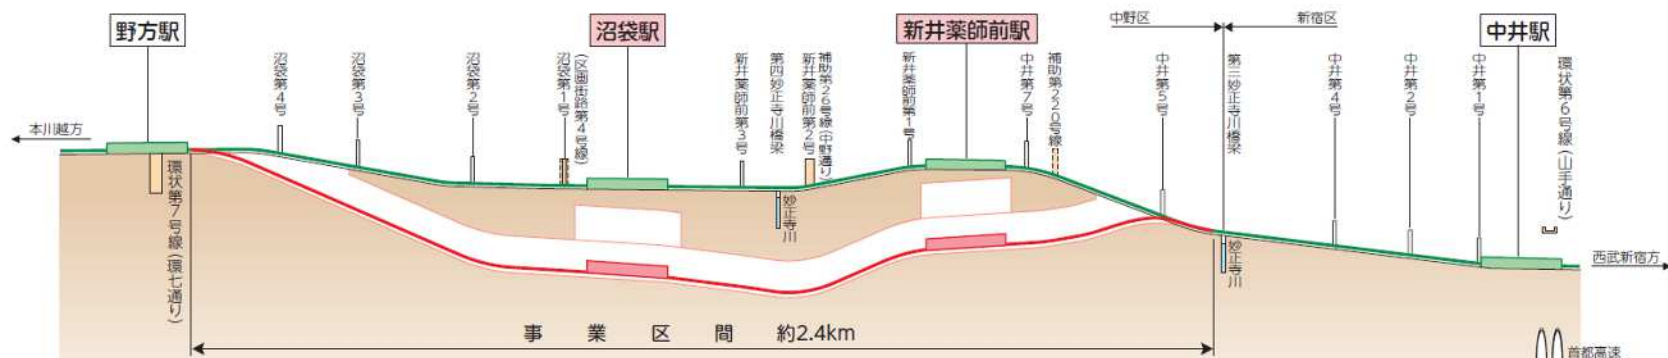 野方駅
沼袋駅
新井薬師前駅
中野区
新宿区
中井駅
沼袋第4号
沼袋第3号
沼袋第2号
沼袋第1号
(区画街路第4号線)
新井薬師前第3号
第四妙正寺川橋梁
新井薬師前第2号
補助第26号線(中野通り)
新井薬師前第1号
中井第7号
補助第220号線
中井第5号
第三妙正寺川橋梁
中井第4号
中井第2号
中井第1号
環状第6号線(山手通り)
本川越方
環状第7号線(環七通り)
妙正寺川
妙正寺川
西武新宿方
事業区間 約2.4km
首都高速